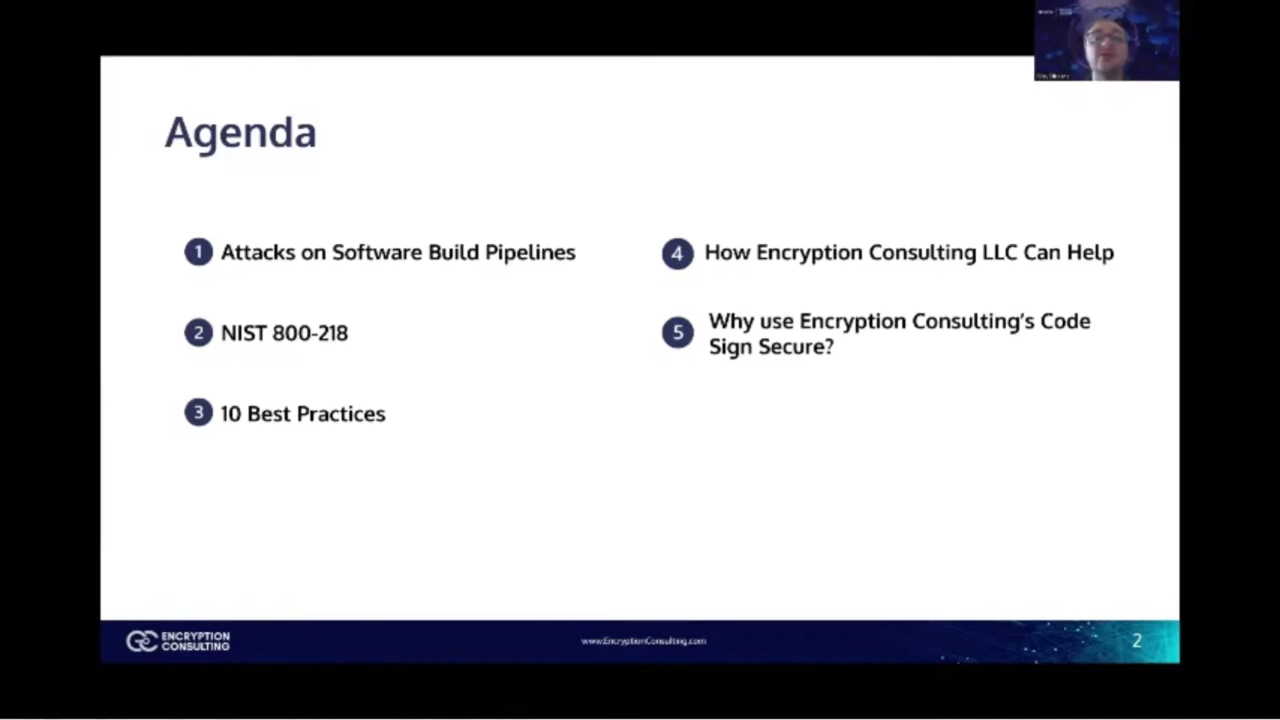 Agenda
1 Attacks on Software Build Pipelines
2 NIST 800-218
3 10 Best Practices
4 How Encryption Consulting LLC Can Help
5 Why use Encryption Consulting's Code
Sign Secure?
ENCRYPTION
CONSULTING
www.EncryptionConsulting.com
2